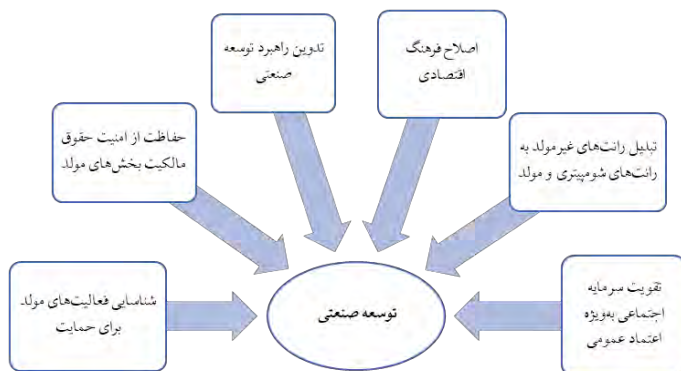 اصلاح فرهنگ
اقتصادی
تدوین راهبرد توسعه
صنعتی
تبدیل رانت‌های غیرمولد به
رانت‌های شومپیتری و مولد
حفاظت از امنیت حقوق
مالکیت بخش‌های مولد
تقویت سرمایه
اجتماعی به‌ویژه
اعتماد عمومی
شناسایی فعالیت‌های مولد
برای حمایت
توسعه صنعتی